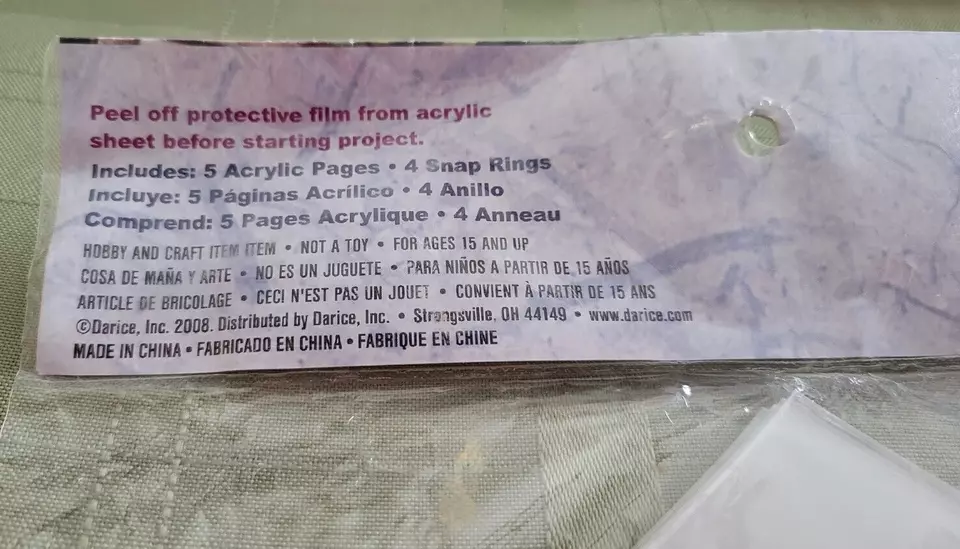 Peel off protective film from acrylic
sheet before starting project.
Includes: 5 Acrylic Pages • 4 Snap Rings
Incluye: 5 Páginas Acrílico • 4 Anillo
Comprend: 5 Pages Acrylique • 4 Anneau
HOBBY AND CRAFT ITEM ITEM • NOT A TOY • FOR AGES 15 AND UP
COSA DE MAÑA Y ARTE • NO ES UN JUGUETE • PARA NIÑOS A PARTIR DE 15 AÑOS
ARTICLE DE BRICOLAGE • CECI N'EST PAS UN JOUET • CONVIENT À PARTIR DE 15 ANS
©Darice, Inc. 2008. Distributed by Darice, Inc. • Strongsville, OH 44149 • www.darice.com
MADE IN CHINA • FABRICADO EN CHINA • FABRIQUE EN CHINE